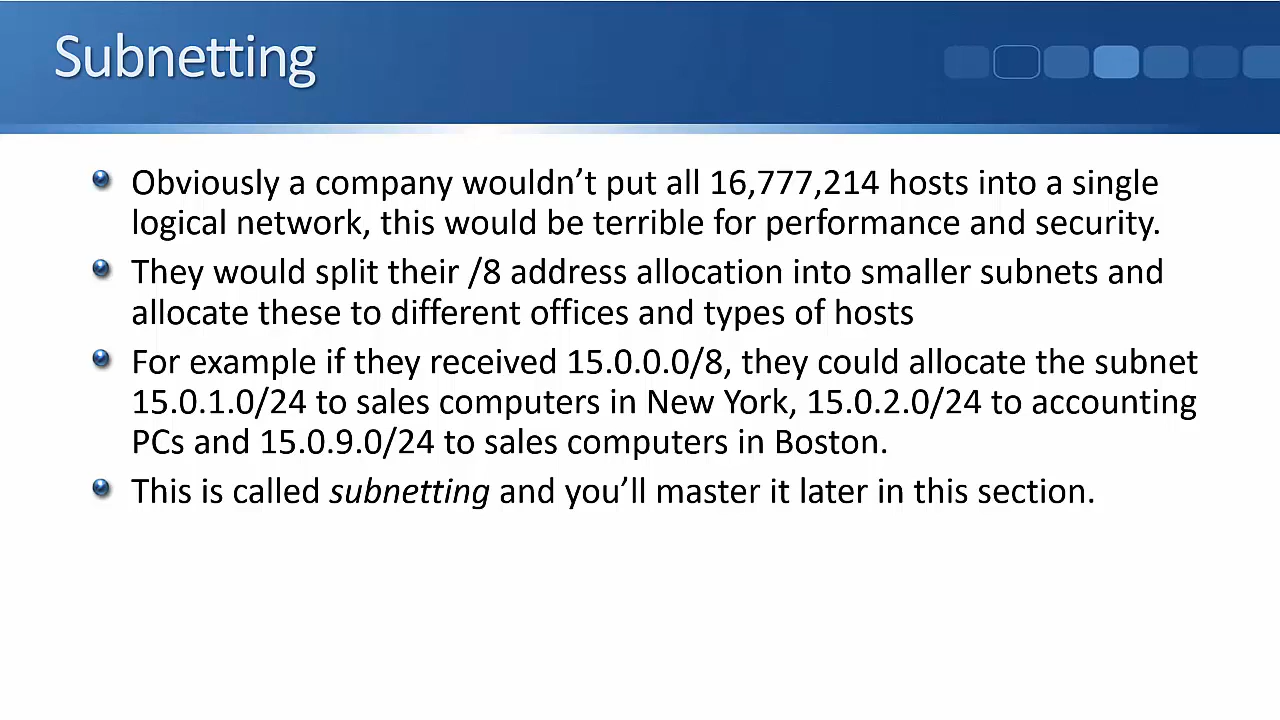 Subnetting
Obviously a company wouldn’t put all 16,777,214 hosts into a single
logical network, this would be terrible for performance and security.
They would split their /8 address allocation into smaller subnets and
allocate these to different offices and types of hosts
For example if they received 15.0.0.0/8, they could allocate the subnet
15.0.1.0/24 to sales computers in New York, 15.0.2.0/24 to accounting
PCs and 15.0.9.0/24 to sales computers in Boston.
This is called subnetting and you’ll master it later in this section.